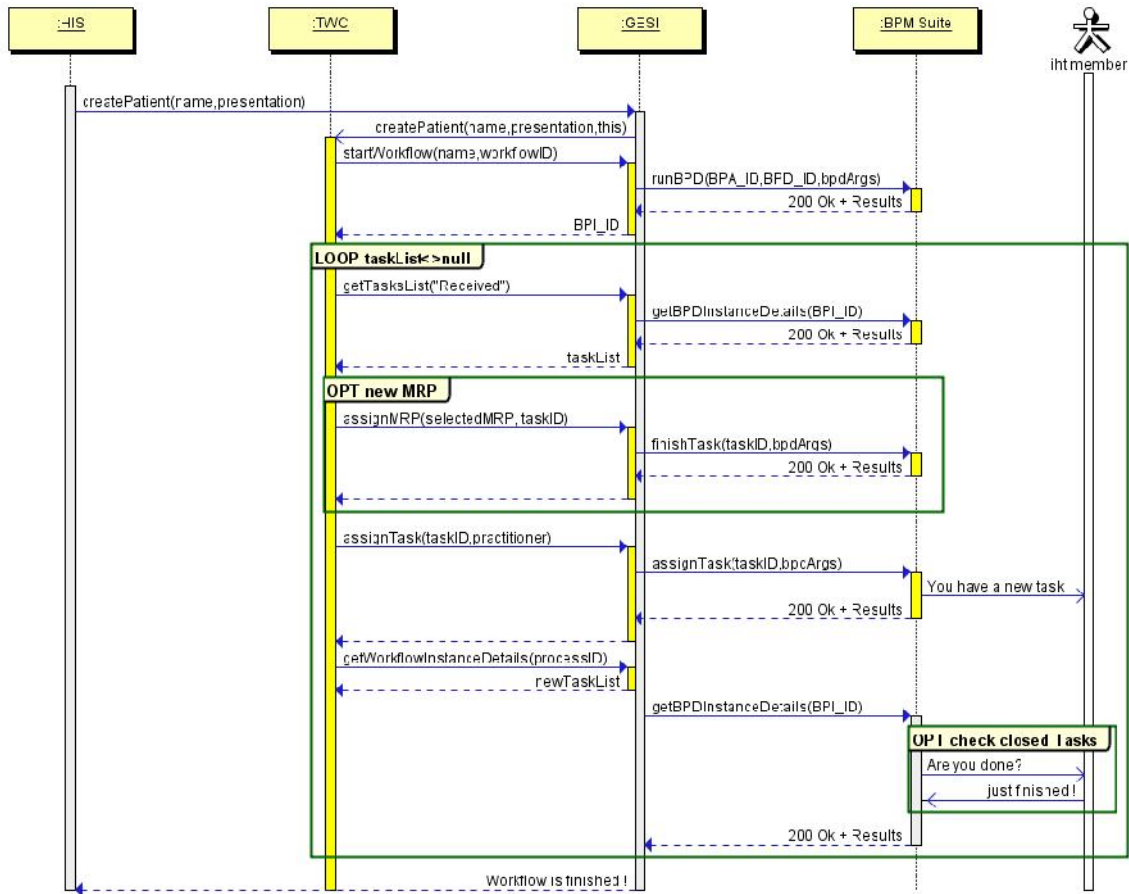 :HIS
:TWC
:GESI
:BPM Suite
iht member
createPatient(name,presentation)
createPatient(name,presentation,this)
startWorkflow(name,workflowID)
runBPD(BPA_ID,BPD_ID,bpdArgs)
200 Ok + Results
BPI_ID
LOOP taskList<>null
getTasksList("Received")
getBPDInstanceDetails(BPI_ID)
200 Ok + Results
taskList
OPT new MRP
assignMRP(selectedMRP, taskID)
finishTask(taskID,bpdArgs)
200 Ok + Results
assignTask(taskID,practitioner)
assignTask(taskID,bpdArgs)
You have a new task
200 Ok + Results
getWorkflowInstanceDetails(processID)
newTaskList
getBPDInstanceDetails(BPI_ID)
OPT check closed Tasks
Are you done?
just finished !
200 Ok + Results
Workflow is finished !